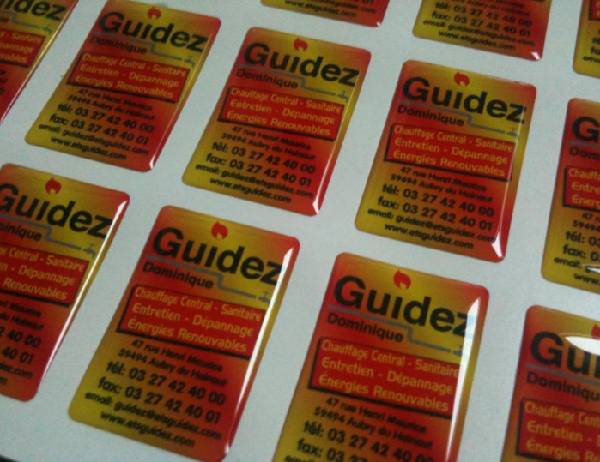 Guidez
Dominique
Chauffage Central - Sanitaire
Entretien - Dépannage
Énergies Renouvables
47 rue Henri Maurice
59494 Aubry du Hainaut
tél: 03 27 42 40 00
fax: 03 27 42 40 01
email: guidez@etsguidez.com
www.etsguidez.com